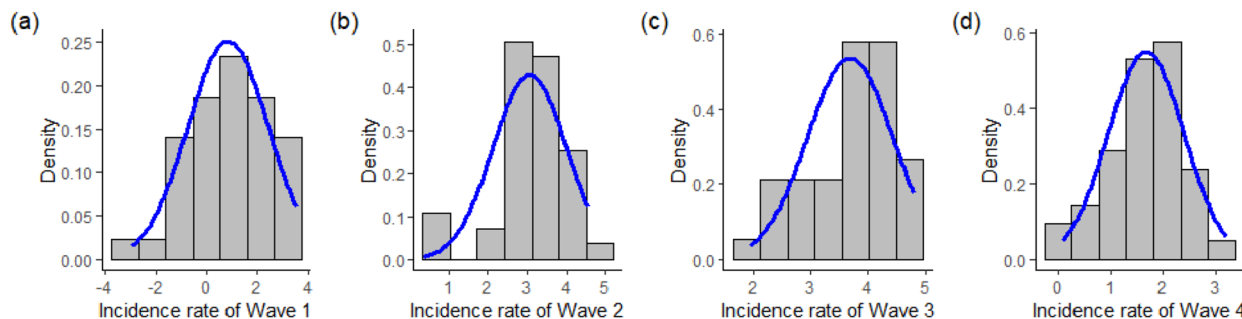 (a)
Density
0.25
0.20
0.15
0.10
0.05
0.00
-4 -2 0 2 4
Incidence rate of Wave 1
(b)
Density
0.5
0.4
0.3
0.2
0.1
0.0
1 2 3 4 5
Incidence rate of Wave 2
(c)
Density
0.6
0.4
0.2
0.0
2 3 4 5
Incidence rate of Wave 3
(d)
Density
0.6
0.4
0.2
0.0
0 1 2 3
Incidence rate of Wave 4